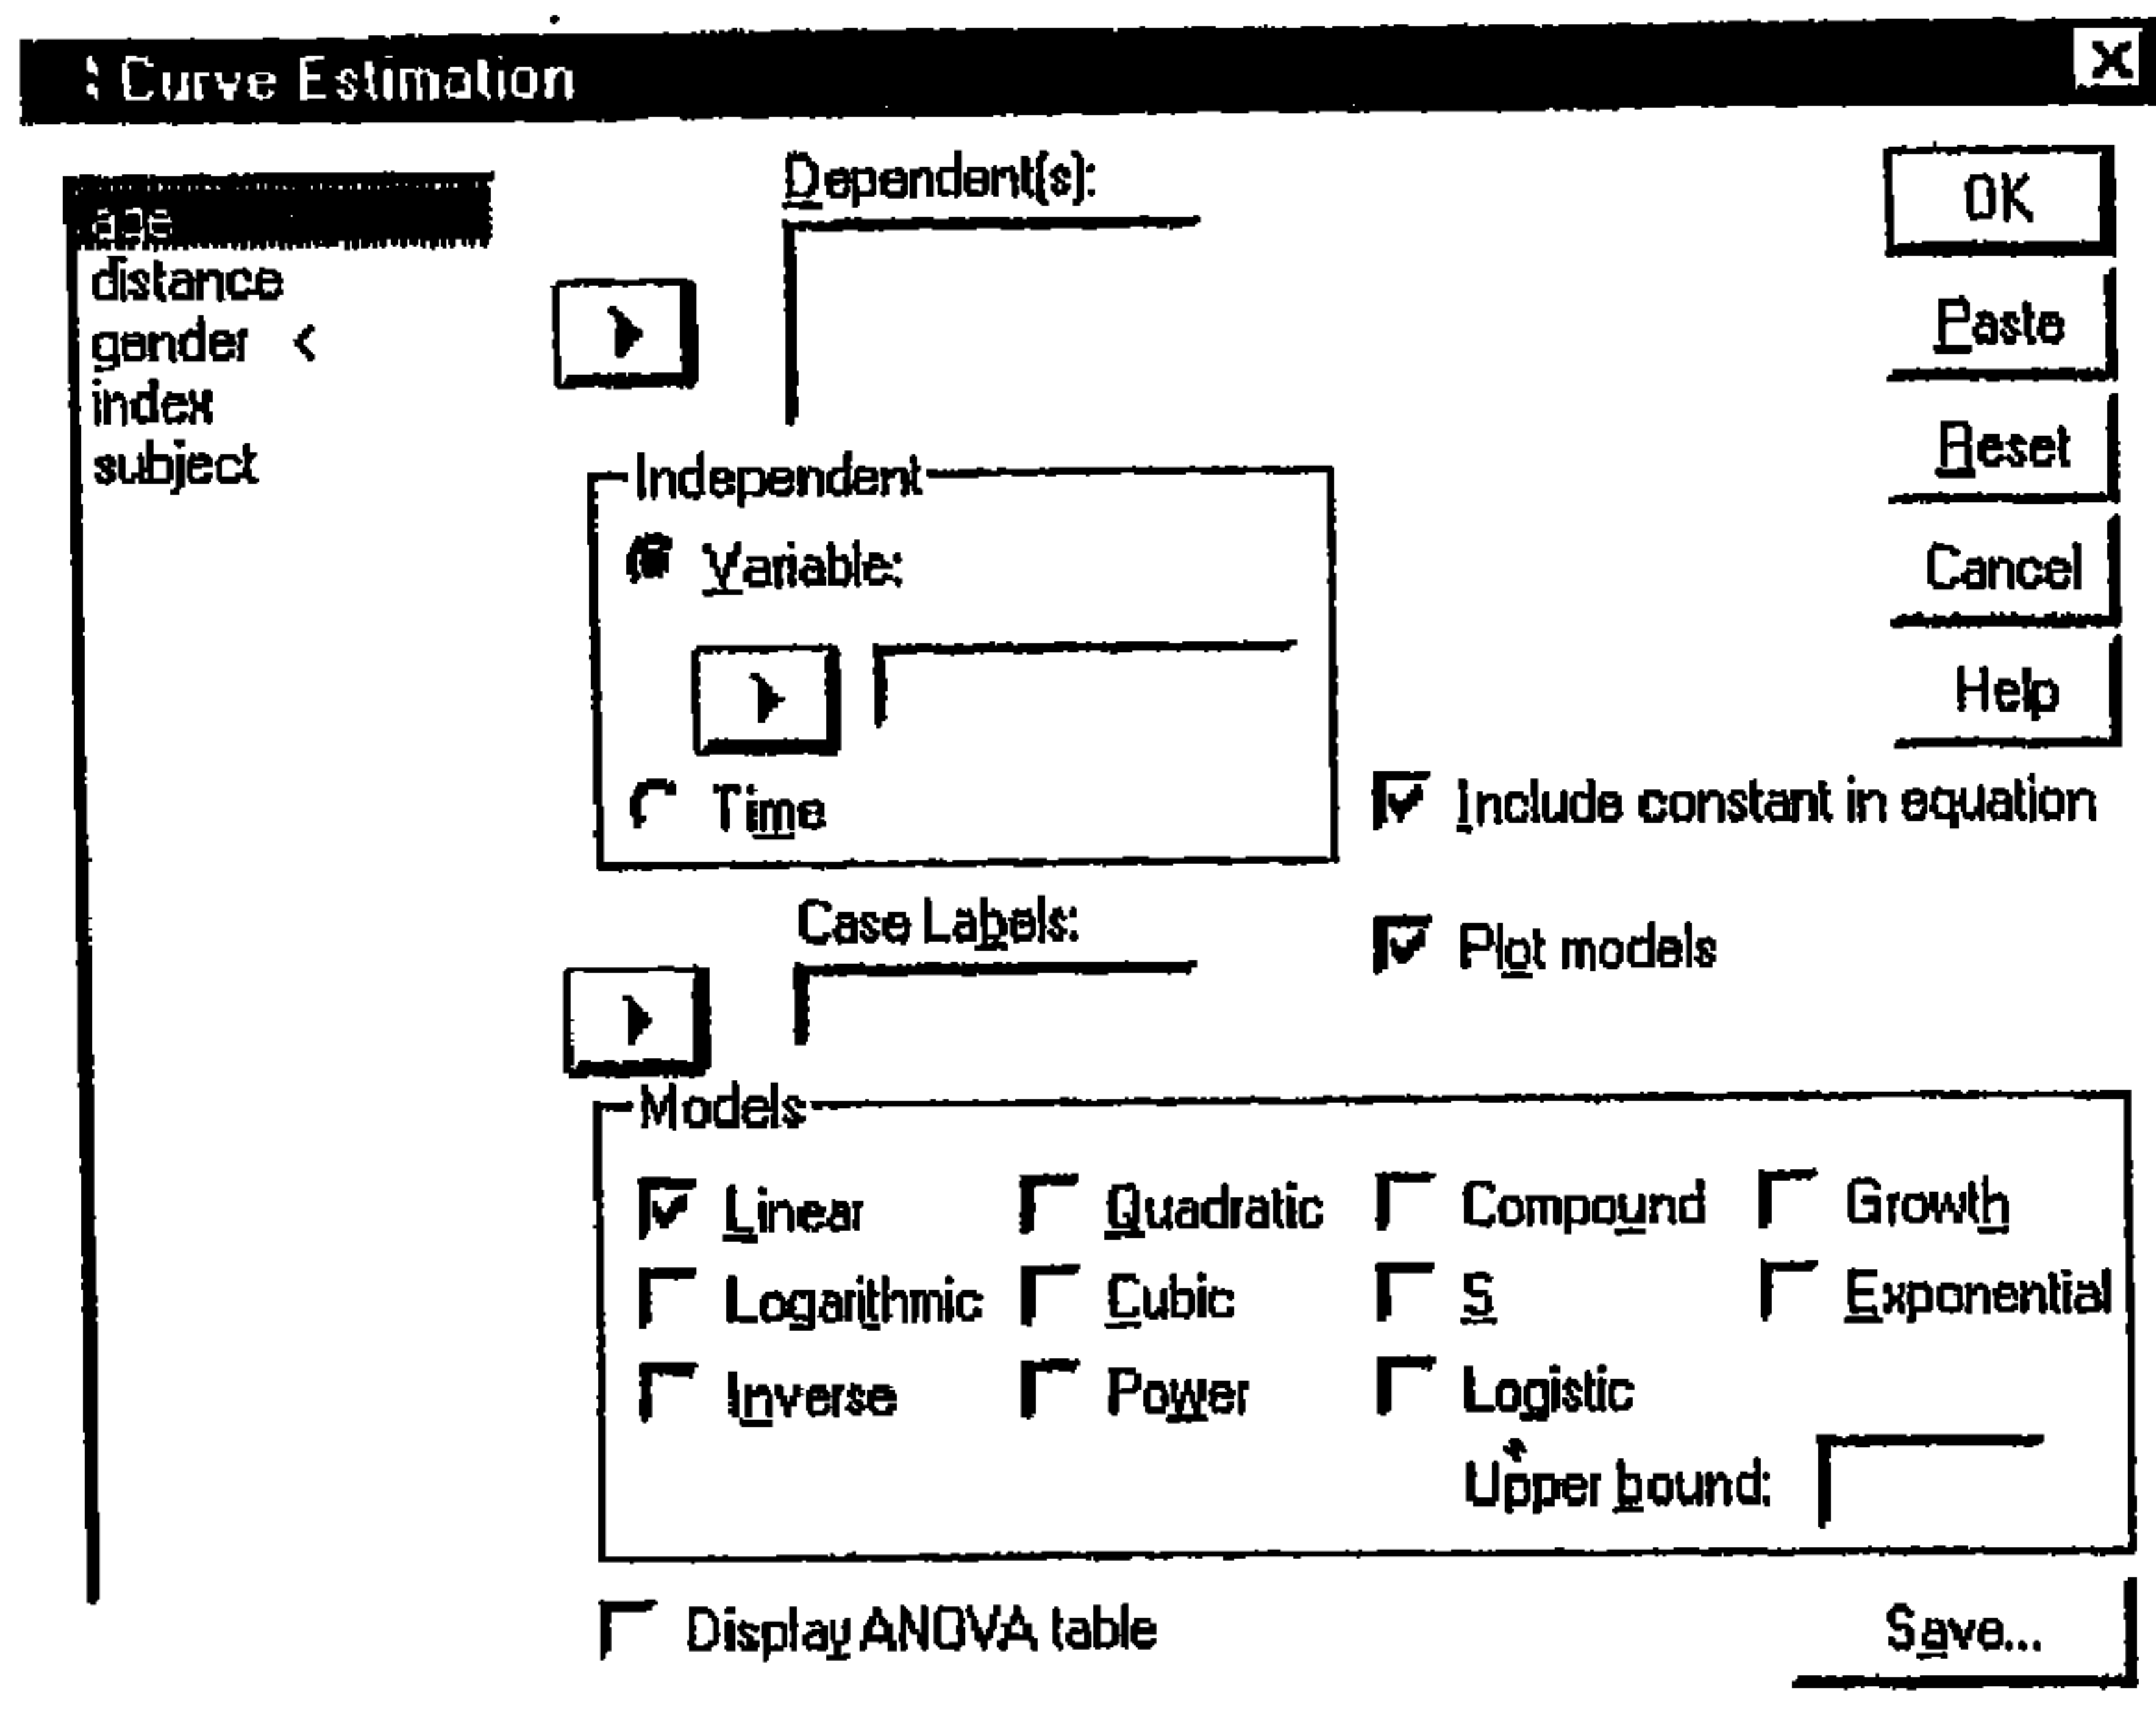 Curve Estimation
distance
gender <
index
subject
Dependent(s):
Independent
Variable:
Time
Case Labels:
OK
Paste
Reset
Cancel
Help
Include constant in equation
Plot models
Models
Linear Quadratic Compound Growth
Logarithmic Cubic S Exponential
Inverse Power Logistic
Upper bound:
Display ANOVA table
Save...